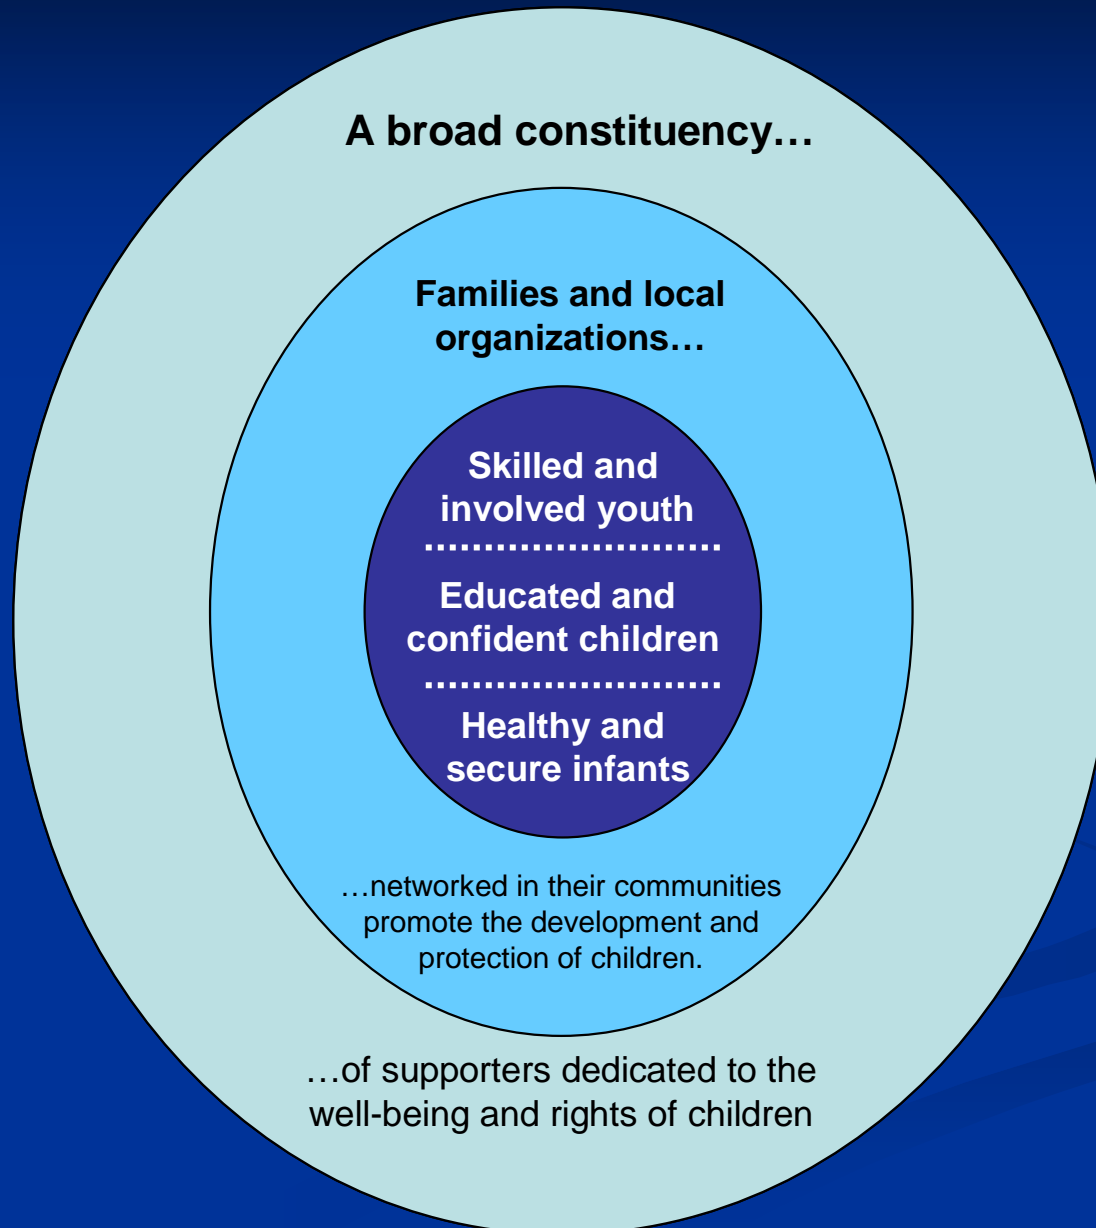 A broad constituency…
Families and local
organizations…
Skilled and
involved youth
Educated and
confident children
Healthy and
secure infants
…networked in their communities
promote the development and
protection of children.
…of supporters dedicated to the
well-being and rights of children